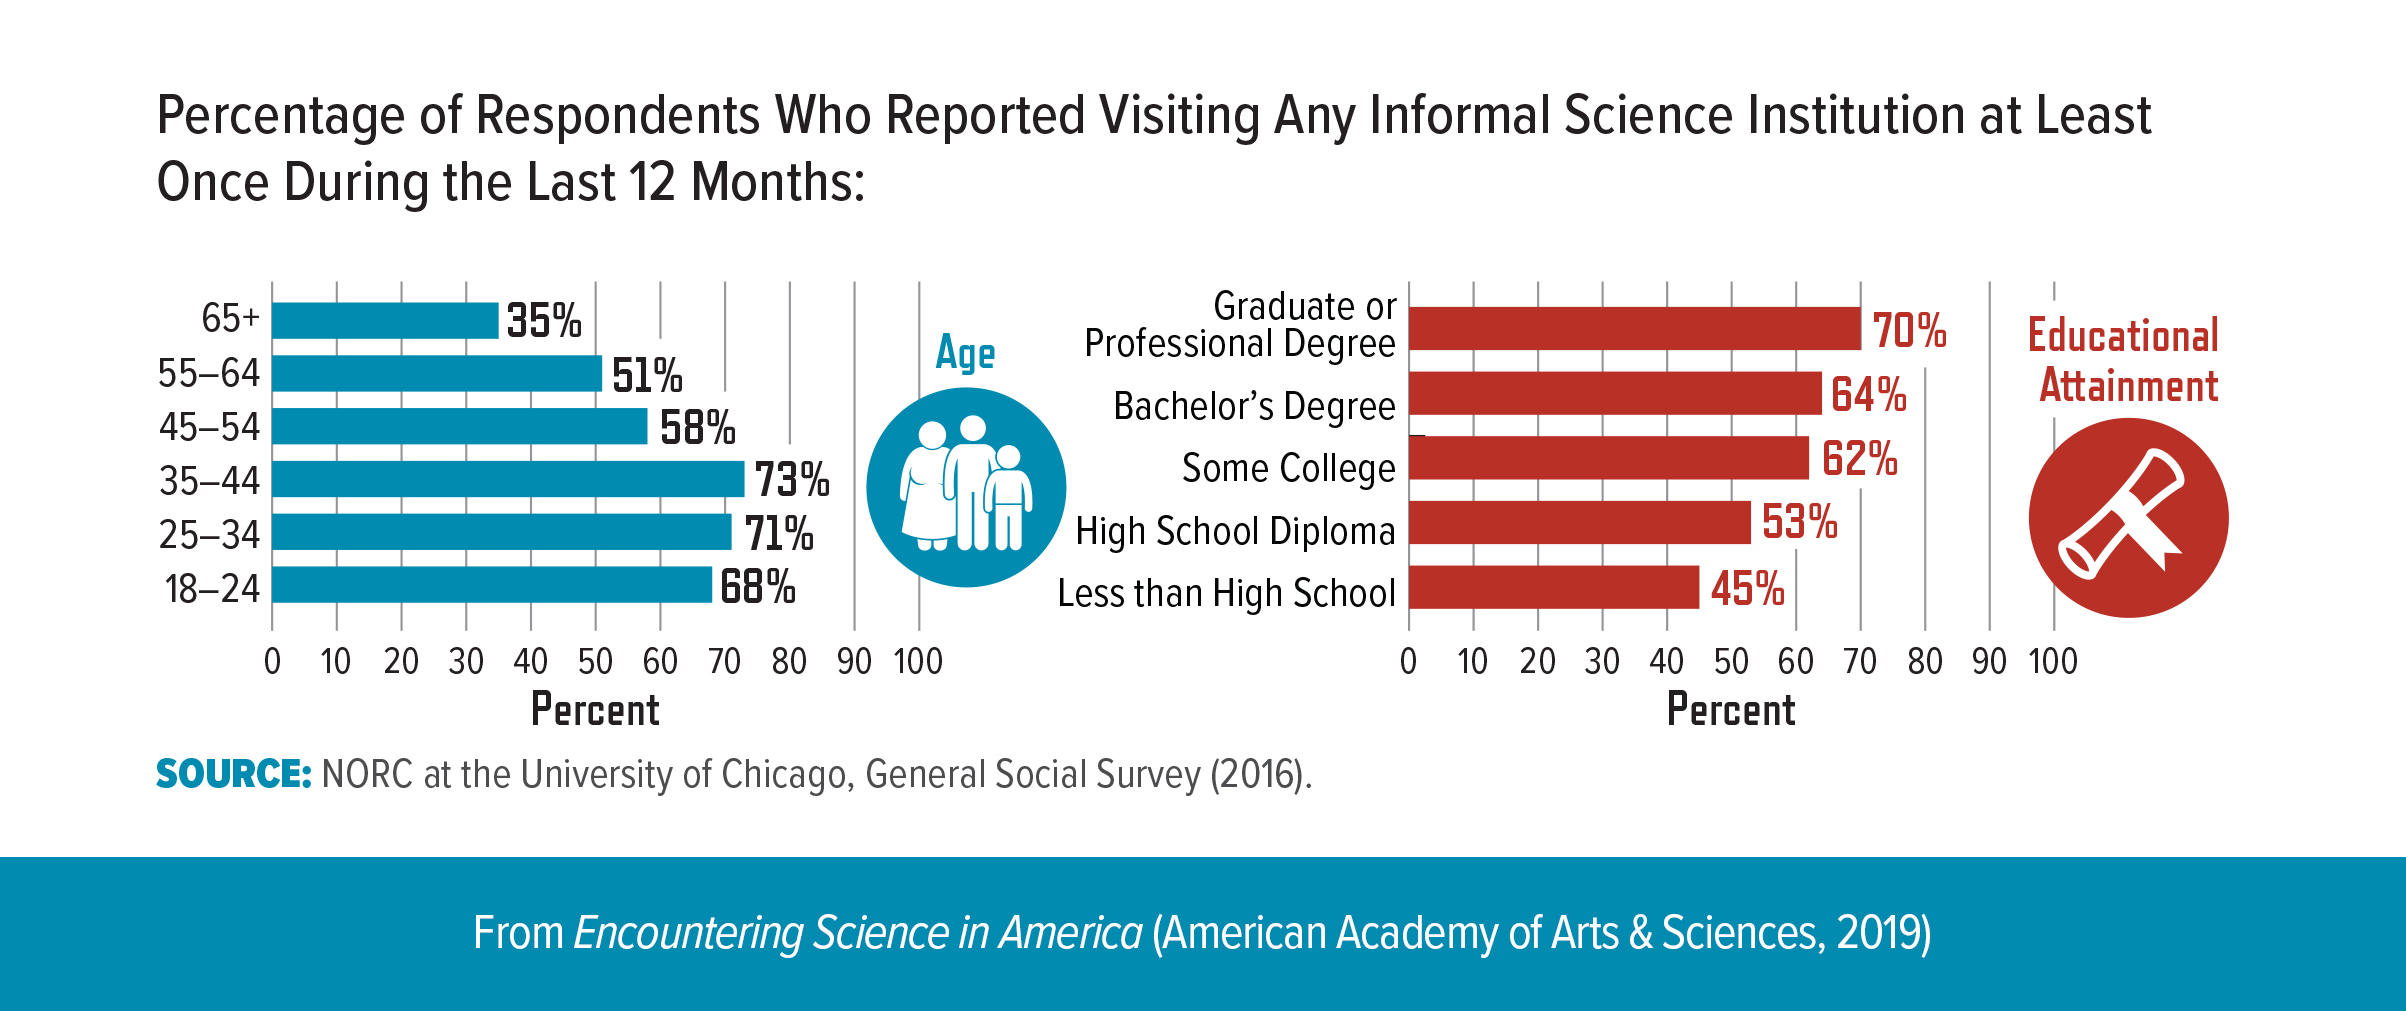 Percentage of Respondents Who Reported Visiting Any Informal Science Institution at Least
Once During the Last 12 Months:
65+ 35%
55–64 51%
45–54 58%
35–44 73%
25–34 71%
18–24 68%
0 10 20 30 40 50 60 70 80 90 100
Percent
Age
Graduate or
Professional Degree 70%
Bachelor’s Degree 64%
Some College 62%
High School Diploma 53%
Less than High School 45%
0 10 20 30 40 50 60 70 80 90 100
Percent
Educational
Attainment
SOURCE: NORC at the University of Chicago, General Social Survey (2016).
From Encountering Science in America (American Academy of Arts & Sciences, 2019)